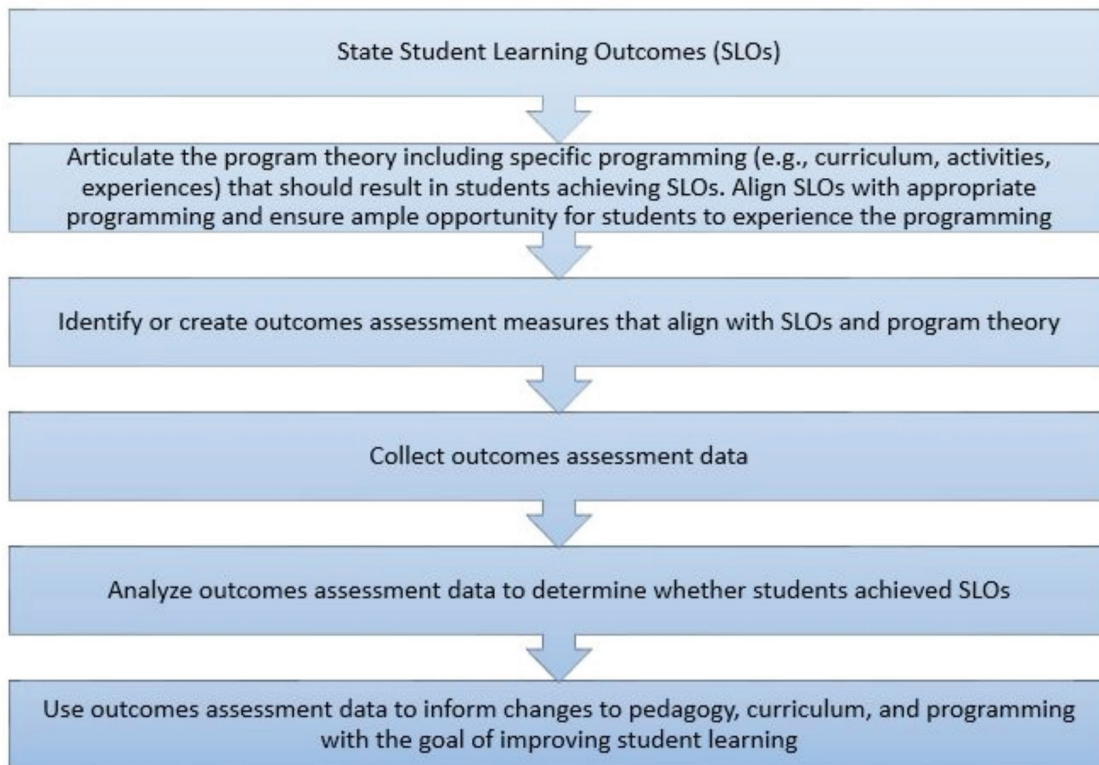 State Student Learning Outcomes (SLOs)
Articulate the program theory including specific programming (e.g., curriculum, activities,
experiences) that should result in students achieving SLOs. Align SLOs with appropriate
programming and ensure ample opportunity for students to experience the programming
Identify or create outcomes assessment measures that align with SLOs and program theory
Collect outcomes assessment data
Analyze outcomes assessment data to determine whether students achieved SLOs
Use outcomes assessment data to inform changes to pedagogy, curriculum, and programming
with the goal of improving student learning